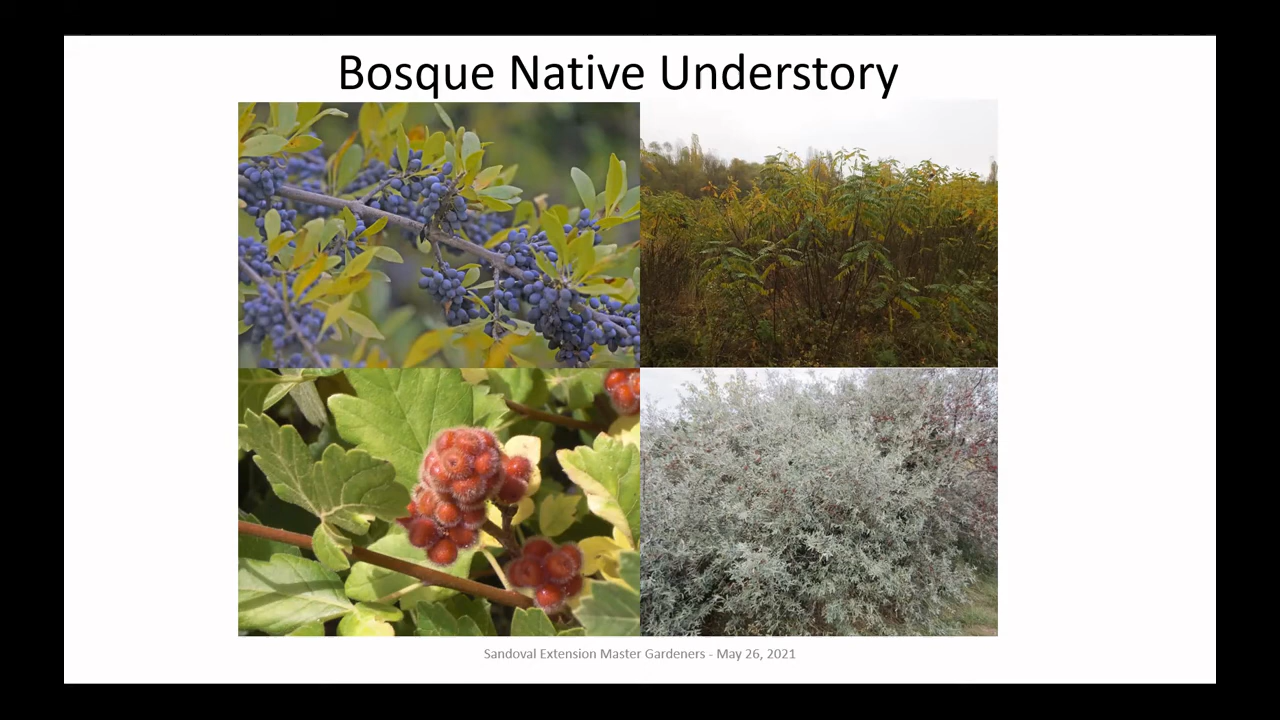 Bosque Native Understory
Sandoval Extension Master Gardeners - May 26, 2021